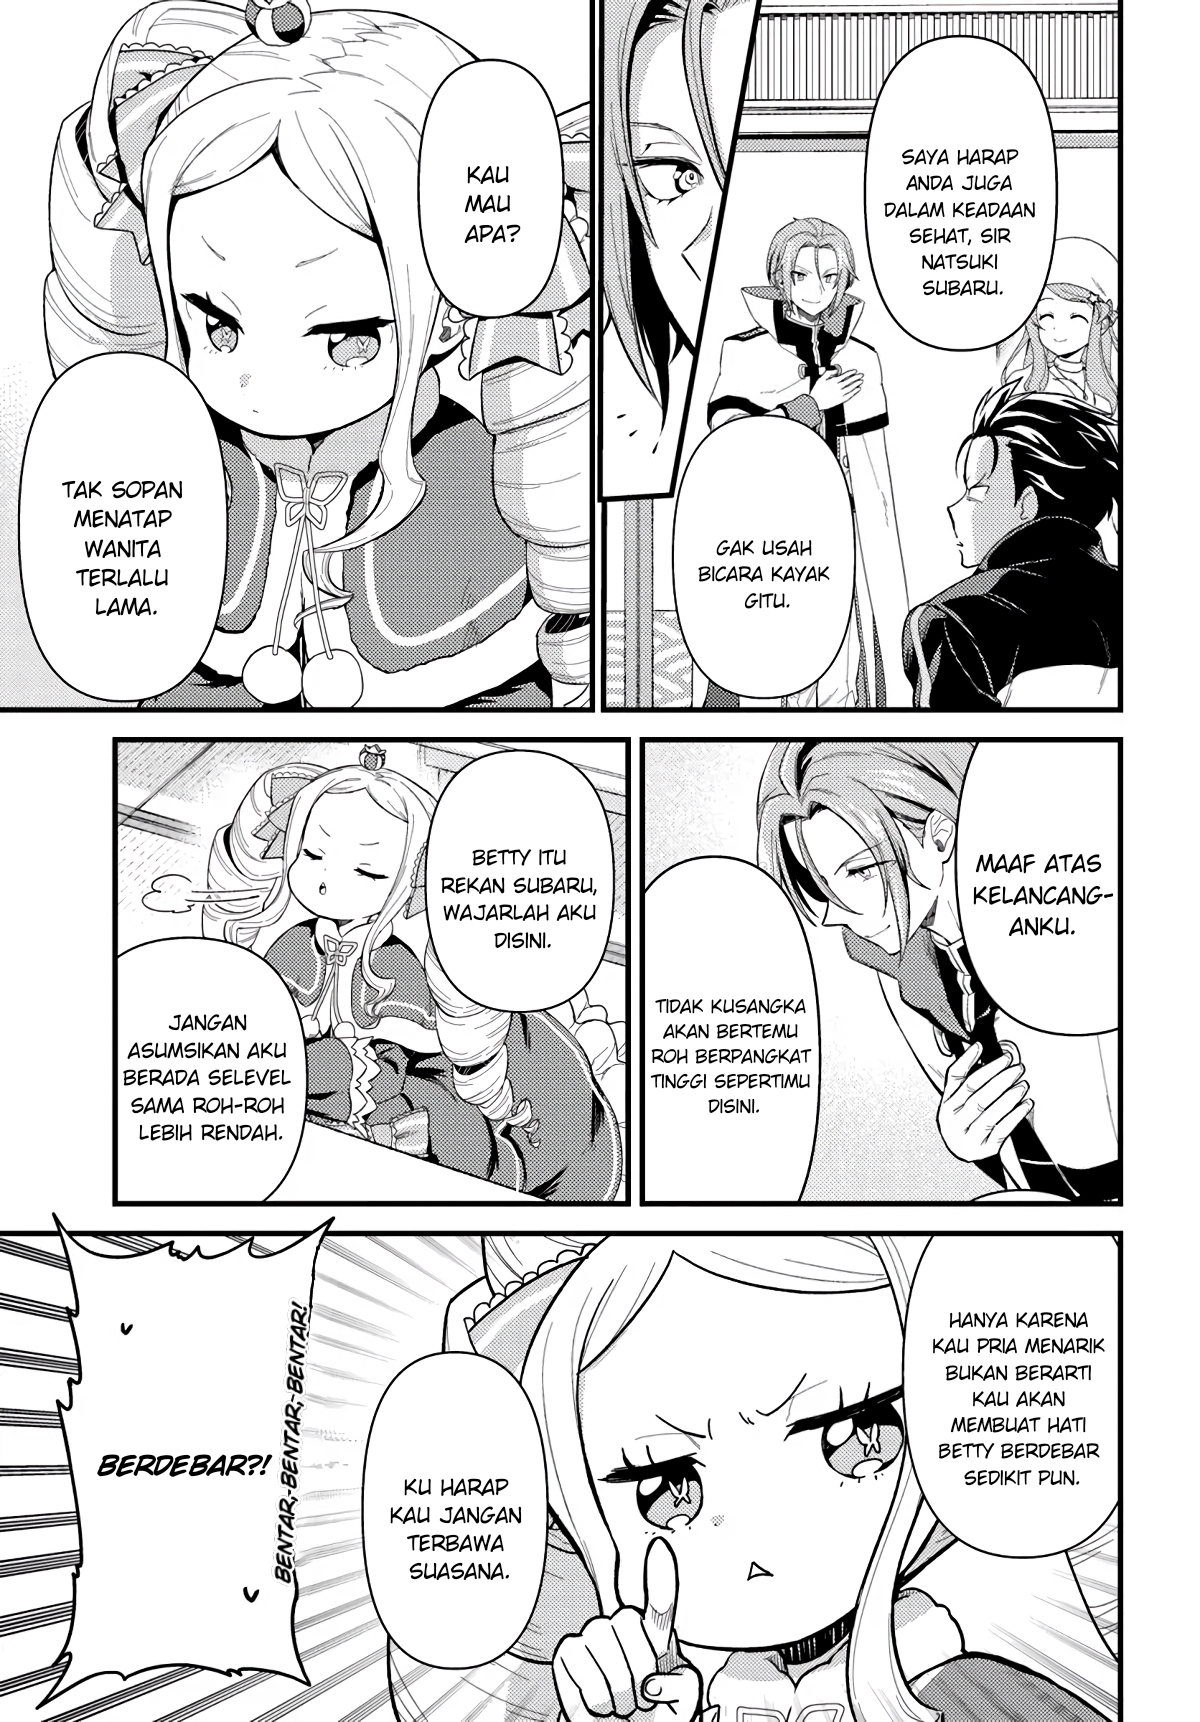 SAYA HARAP
ANDA JUGA
DALAM KEADAAN
SEHAT, SIR
NATSUKI
SUBARU.
GAK USAH
BICARA KAYAK
GITU.
KAU
MAU
APA?
TAK SOPAN
MENATAP
WANITA
TERLALU
LAMA.
MAAF ATAS
KELANCANG-
ANKU.
TIDAK KUSANGKA
AKAN BERTEMU
ROH BERPANGKAT
TINGGI SEPERTIMU
DISINI.
BETTY ITU
REKAN SUBARU,
WAJARLAH AKU
DISINI.
JANGAN
ASUMSIKAN AKU
BERADA SELEVEL
SAMA ROH-ROH
LEBIH RENDAH.
HANYA KARENA
KAU PRIA MENARIK
BUKAN BERARTI
KAU AKAN
MEMBUAT HATI
BETTY BERDEBAR
SEDIKIT PUN.
KU HARAP
KAU JANGAN
TERBAWA
SUASANA.
BENTAR,-BENTAR,-BENTAR!
BERDEBAR?!